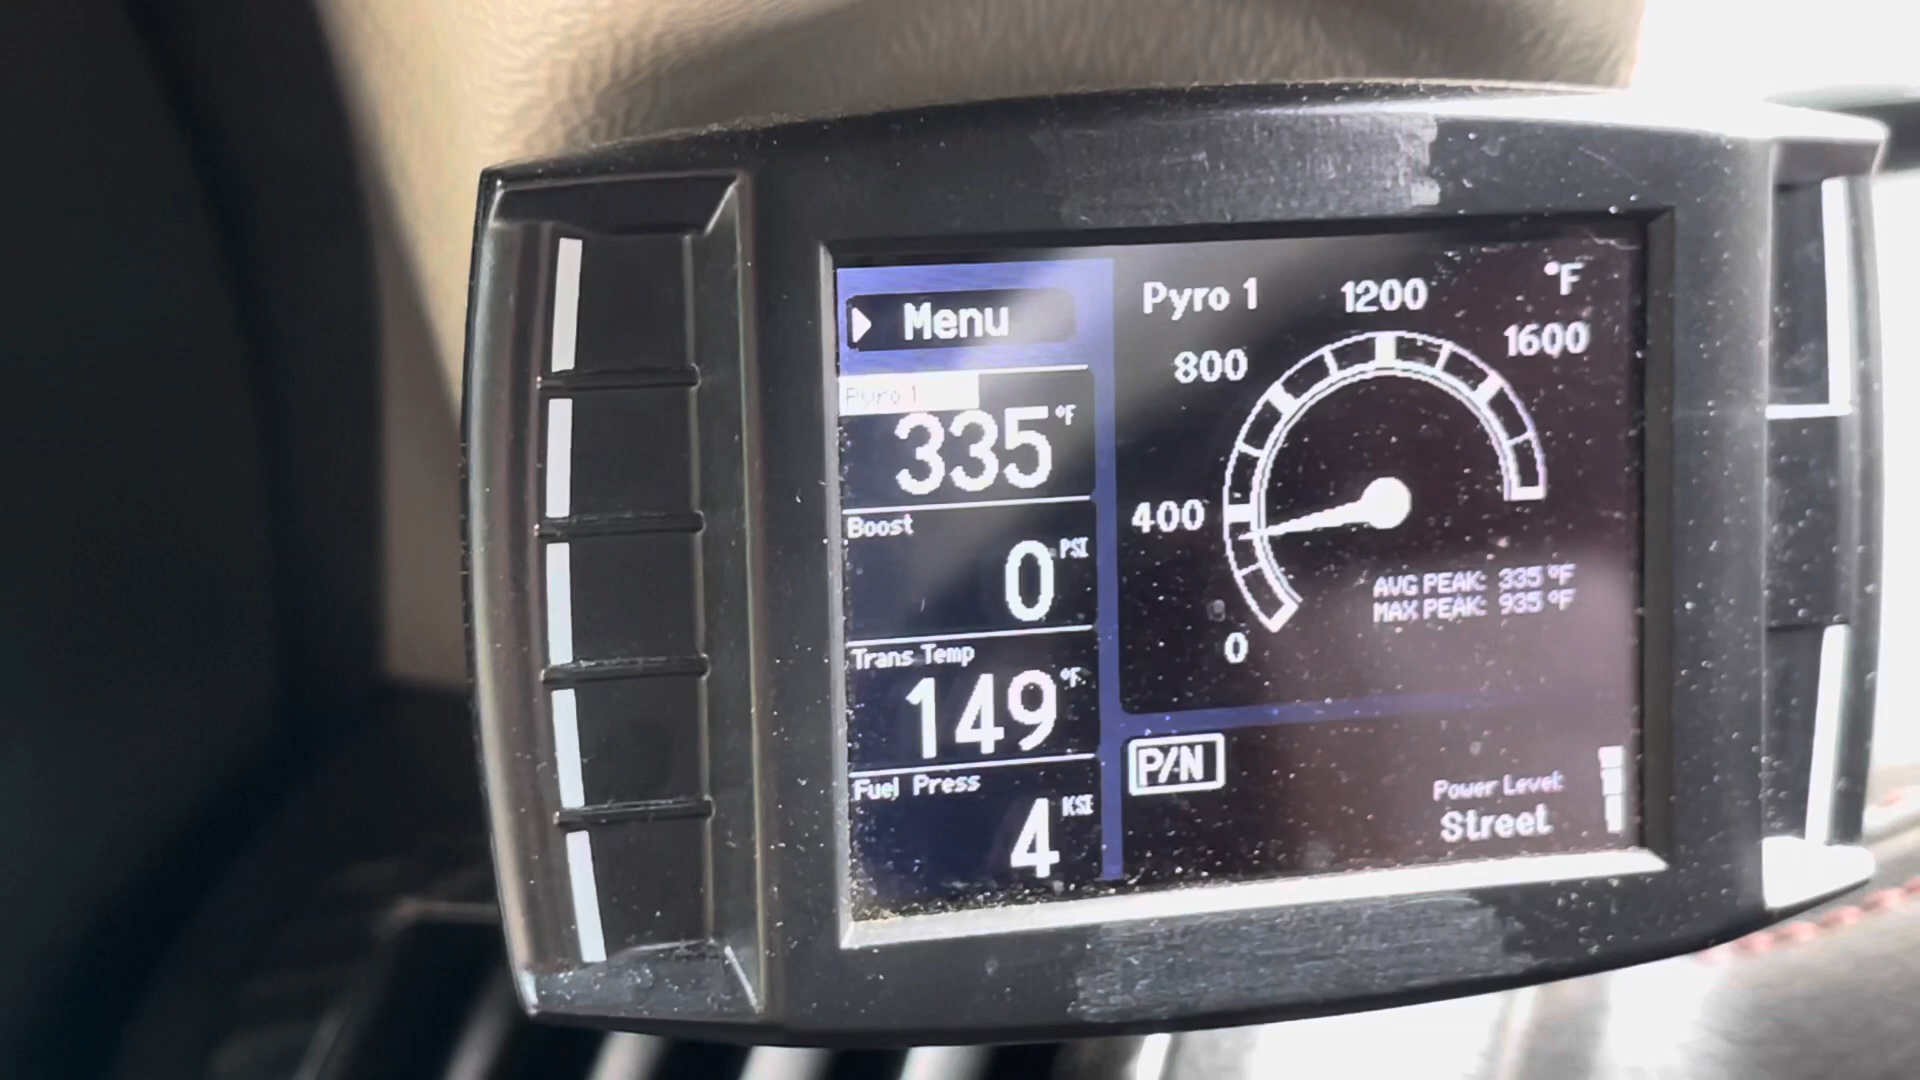 Menu
Pyro 1
335 °F
Boost
0 PSI
Trans Temp
149 °F
Fuel Press
4 KSI
Pyro 1
°F
0
400
800
1200
1600
AVG PEAK: 335 °F
MAX PEAK: 935 °F
P/N
Power Level:
Street